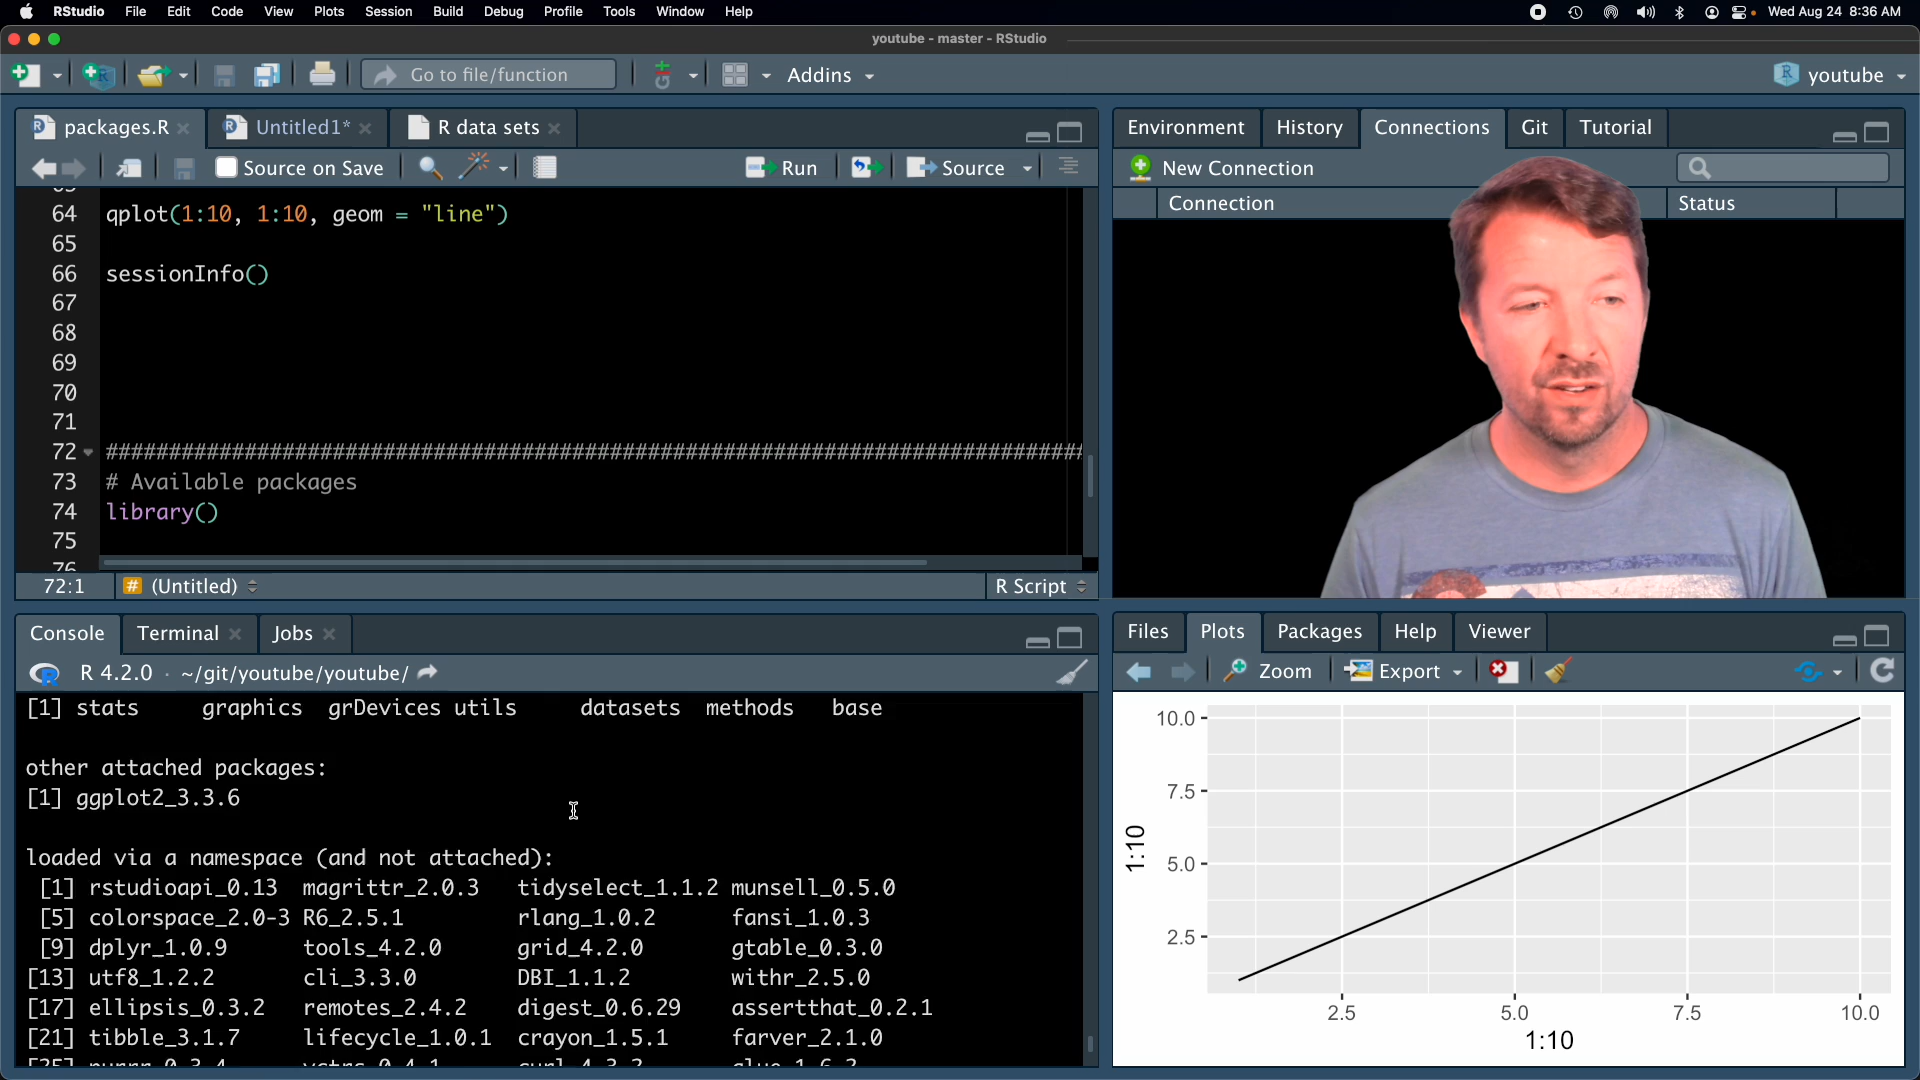 RStudio File Edit Code View Plots Session Build Debug Profile Tools Window Help Wed Aug 24 8:36 AM
youtube - master - RStudio
Go to file/function Addins youtube
packages.R Untitled1* R data sets
Source on Save Run Source
64 qplot(1:10, 1:10, geom = "line")
65
66 sessionInfo()
67
68
69
70
71
72 ##############################################################################
73 # Available packages
74 library()
75
76
72:1 # (Untitled) R Script
Environment History Connections Git Tutorial
New Connection
Connection Status
Console Terminal Jobs
R 4.2.0 · ~/git/youtube/youtube/
[1] stats graphics grDevices utils datasets methods base
other attached packages:
[1] ggplot2_3.3.6
loaded via a namespace (and not attached):
[1] rstudioapi_0.13 magrittr_2.0.3 tidyselect_1.1.2 munsell_0.5.0
[5] colorspace_2.0-3 R6_2.5.1 rlang_1.0.2 fansi_1.0.3
[9] dplyr_1.0.9 tools_4.2.0 grid_4.2.0 gtable_0.3.0
[13] utf8_1.2.2 cli_3.3.0 DBI_1.1.2 withr_2.5.0
[17] ellipsis_0.3.2 remotes_2.4.2 digest_0.6.29 assertthat_0.2.1
[21] tibble_3.1.7 lifecycle_1.0.1 crayon_1.5.1 farver_2.1.0
Files Plots Packages Help Viewer
Zoom Export
10.0
7.5
5.0
2.5
1:10
2.5 5.0 7.5 10.0
1:10